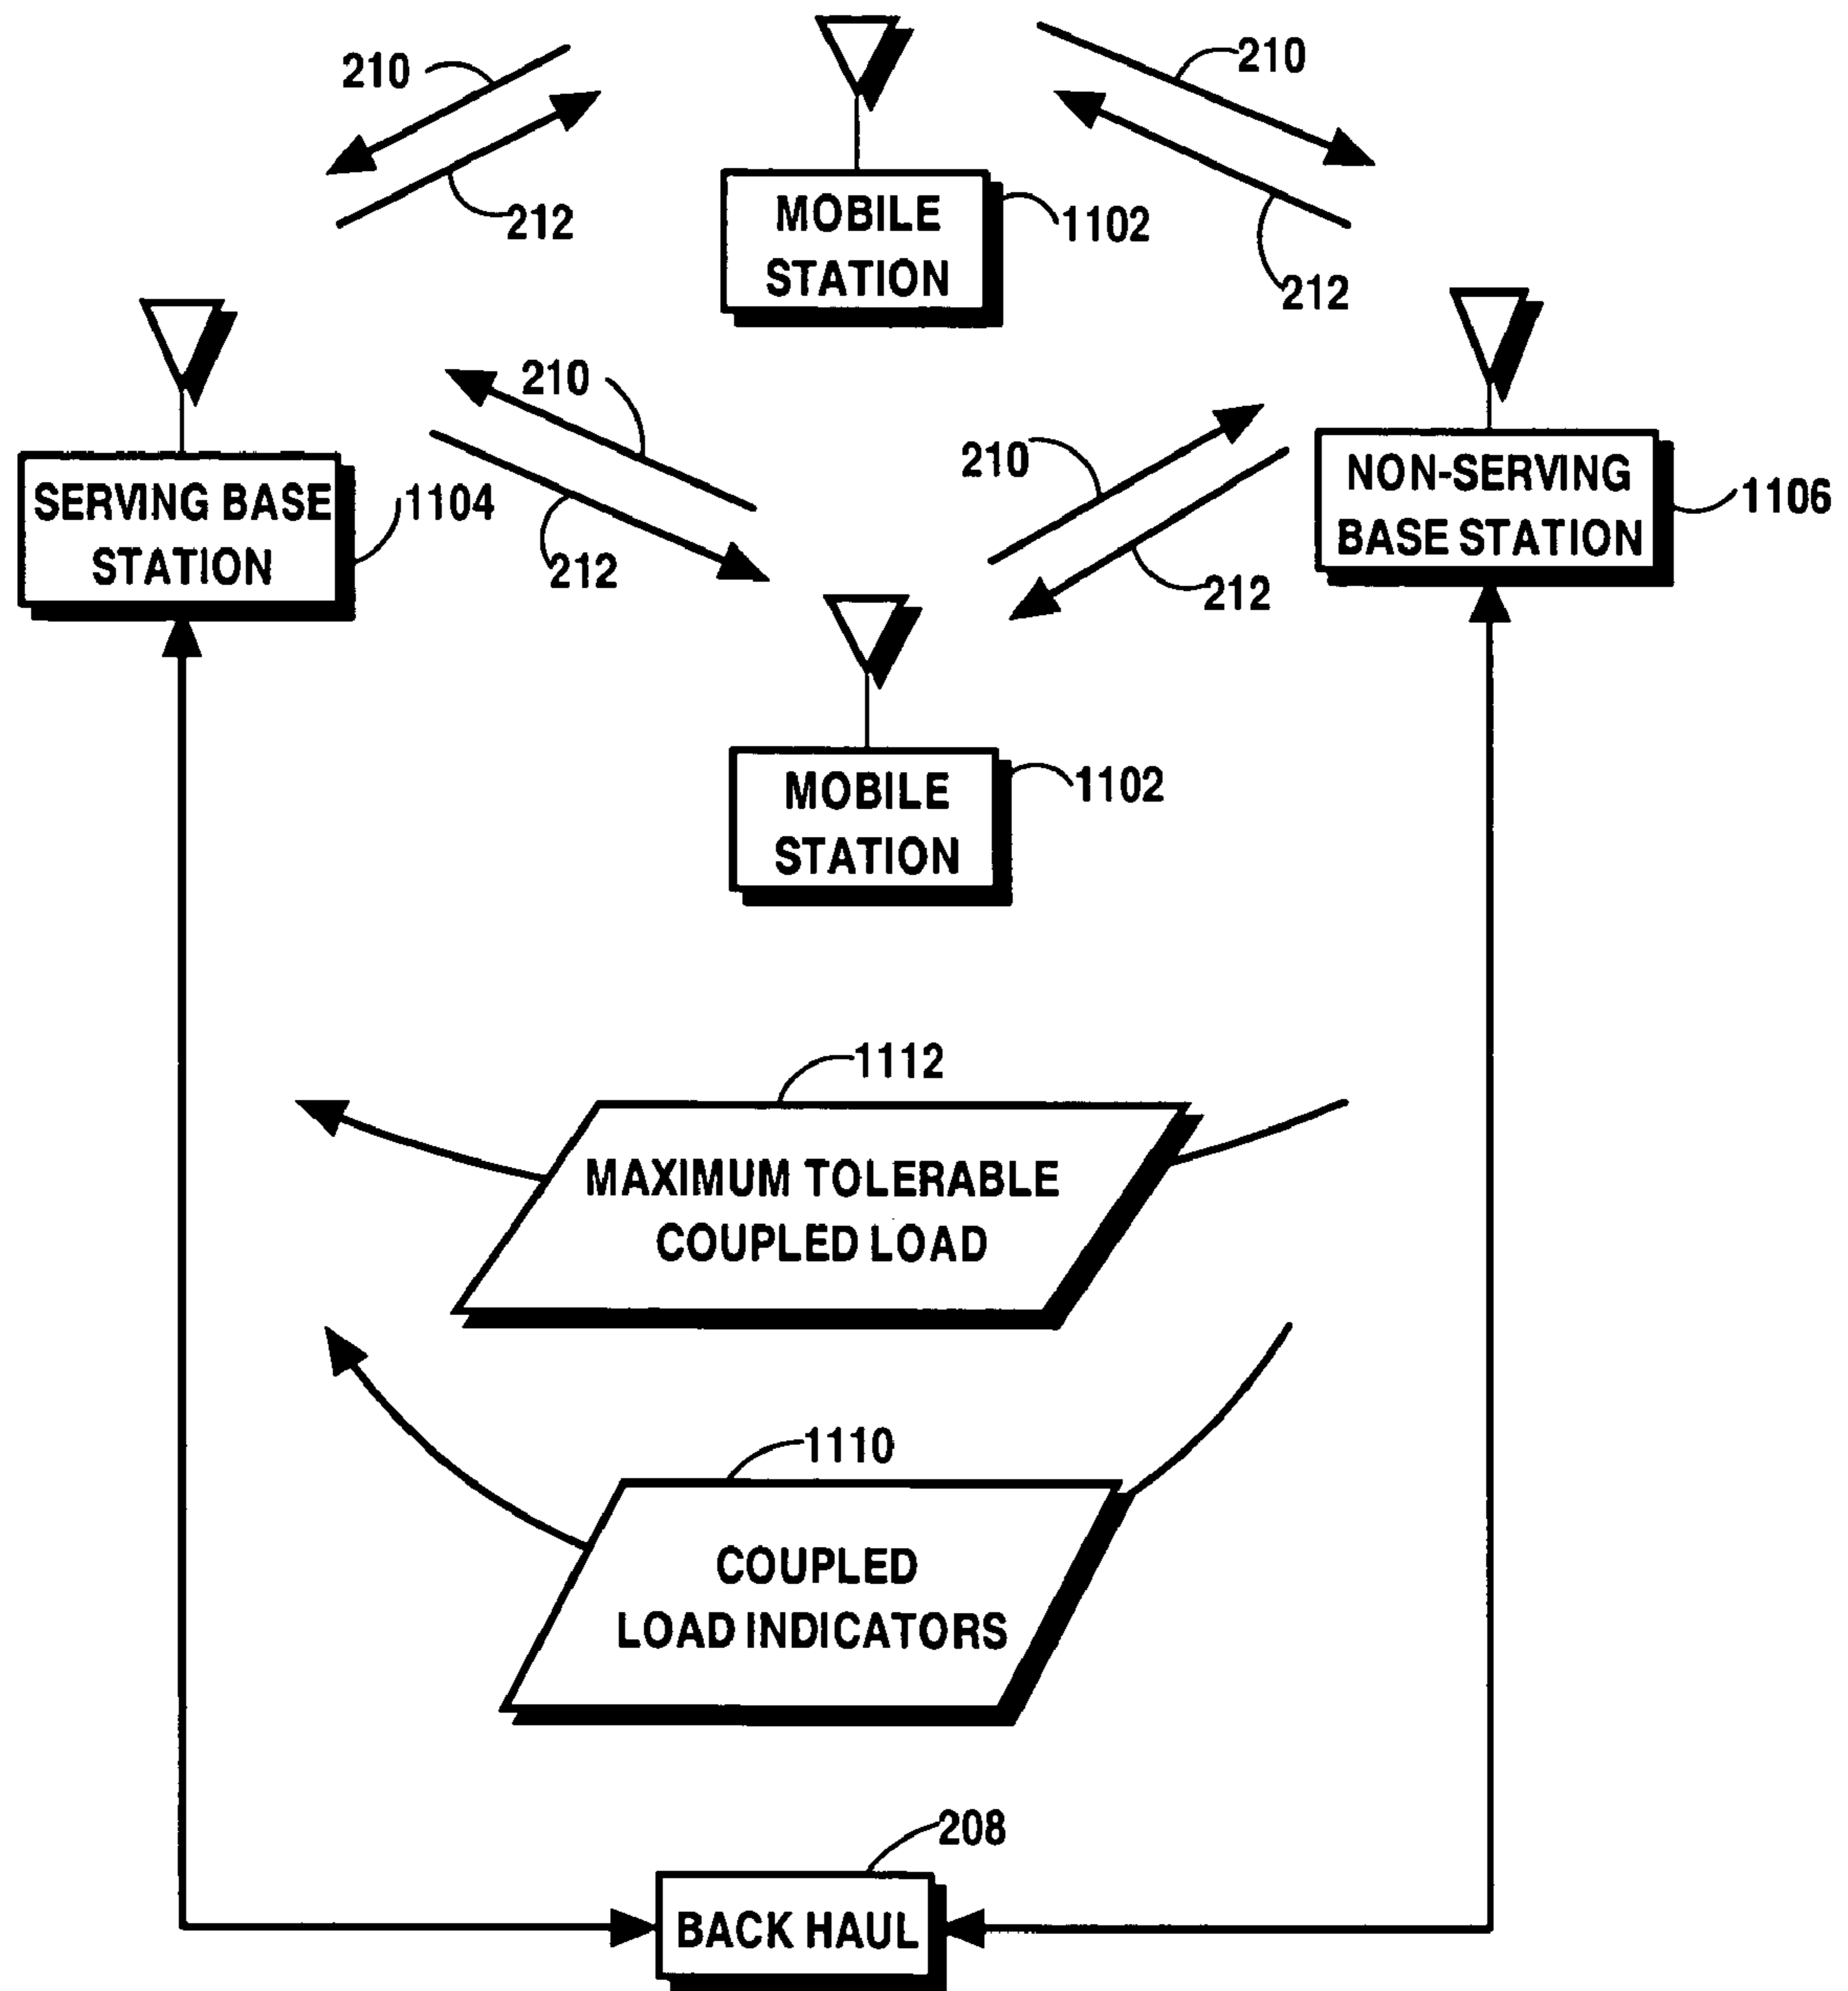 210
210
212
MOBILE
STATION
1102
212
210
210
SERVING BASE
STATION
1104
212
NON-SERVING
BASE STATION
1106
212
MOBILE
STATION
1102
1112
MAXIMUM TOLERABLE
COUPLED LOAD
1110
COUPLED
LOAD INDICATORS
208
BACK HAUL